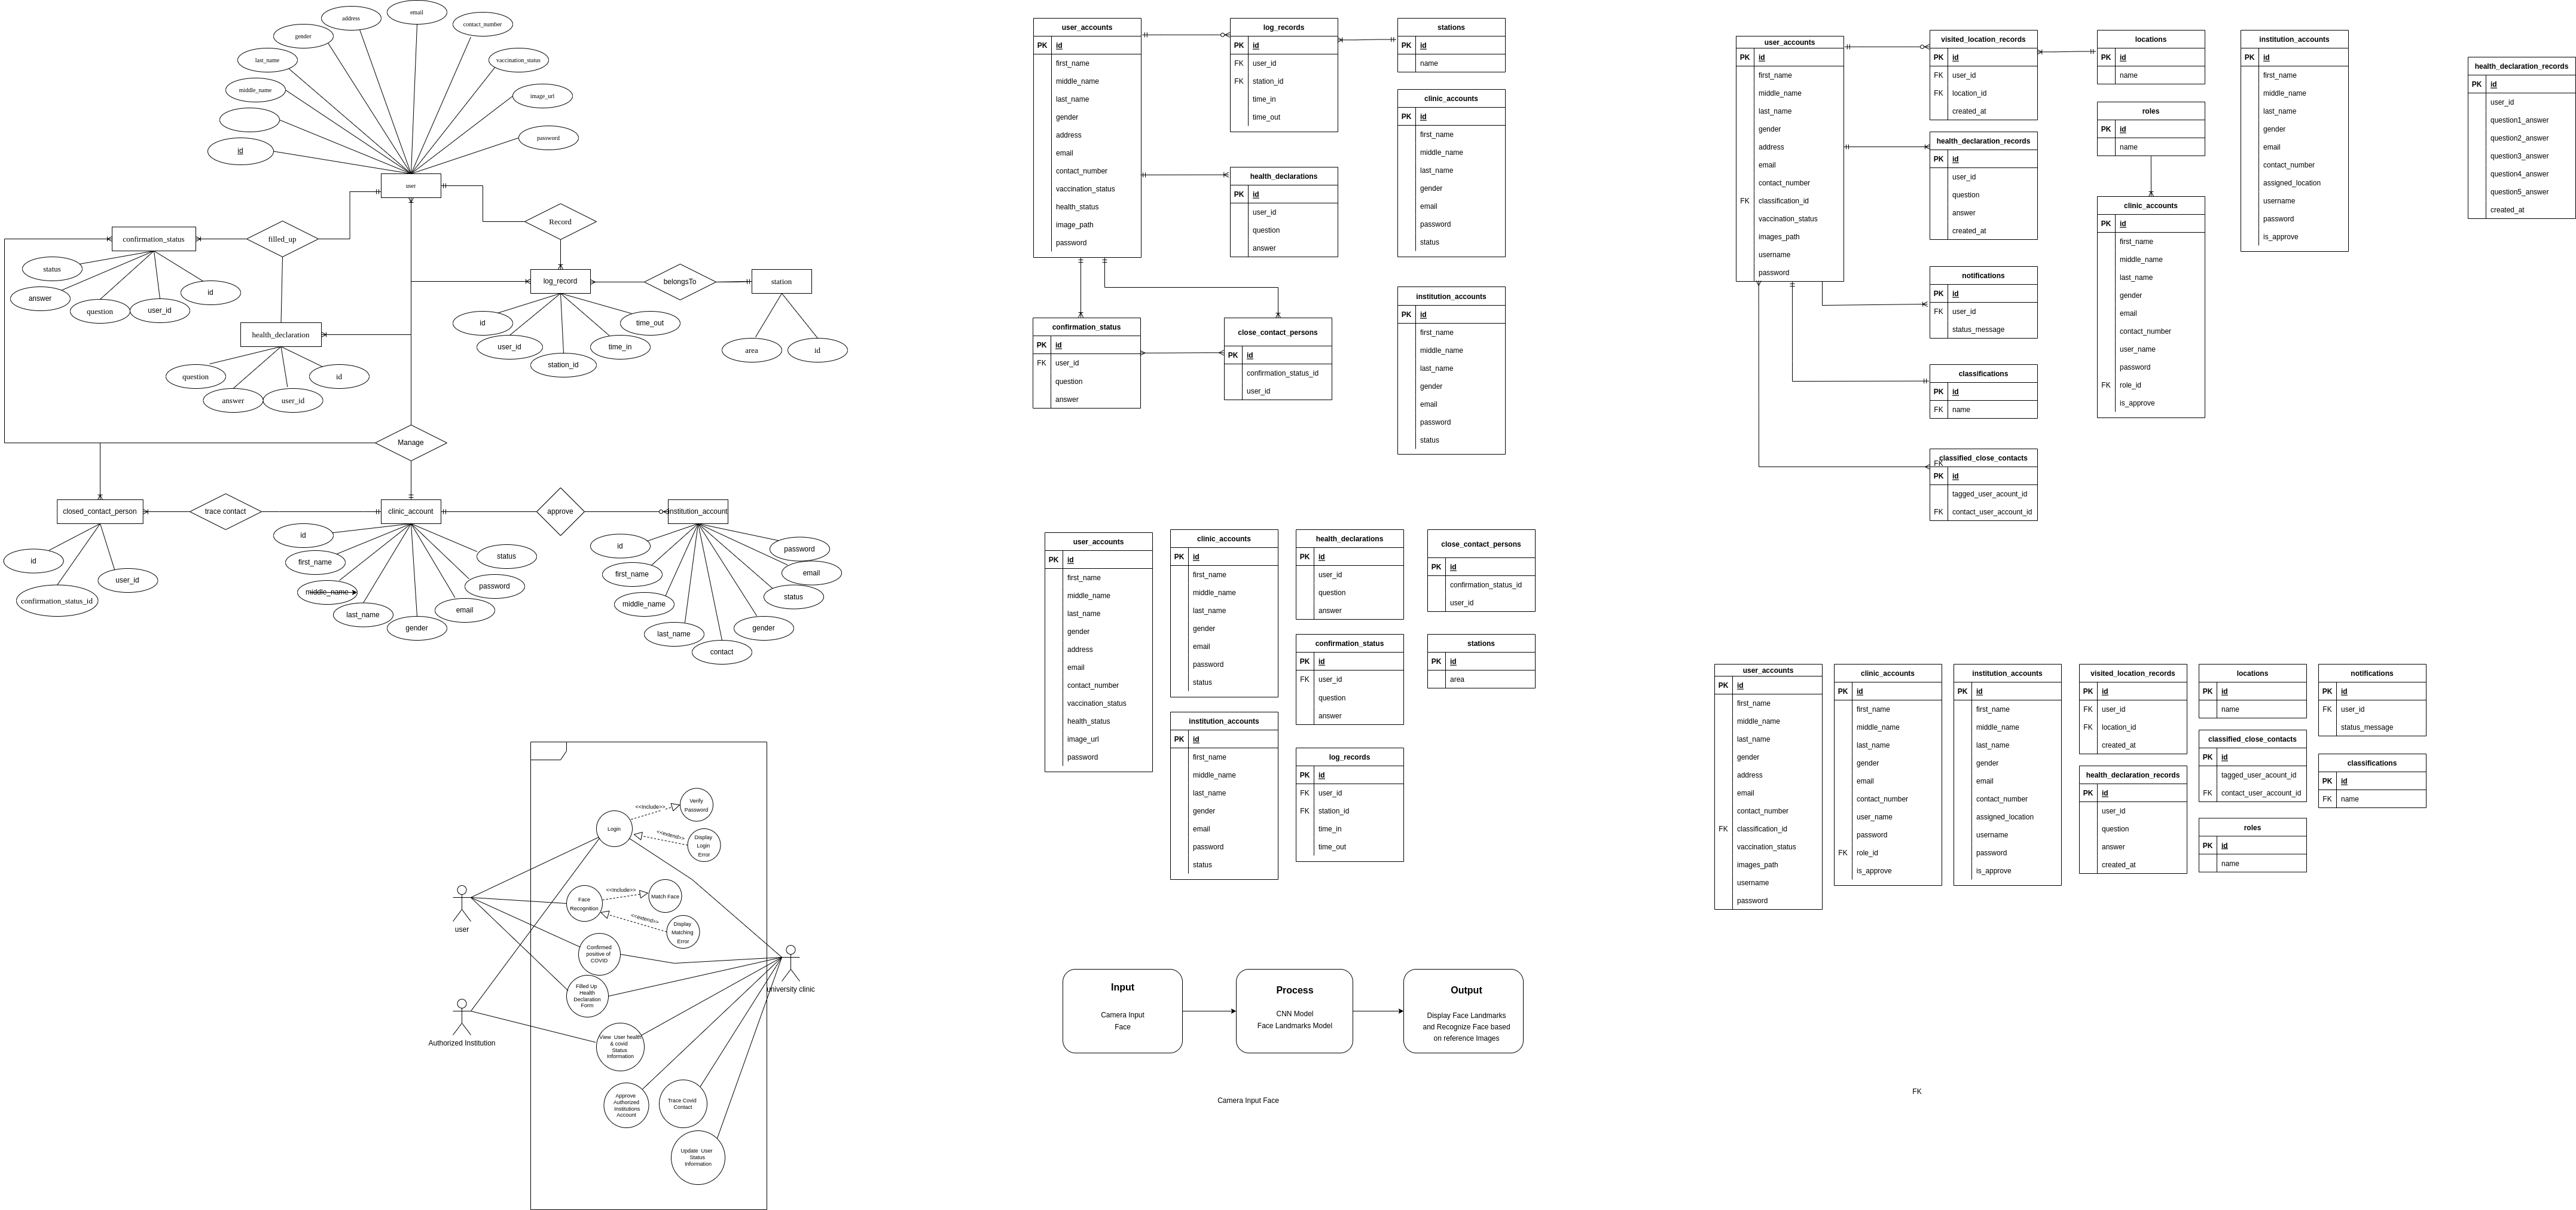 email
address
contact_number
gender
last_name
vaccination_status
middle_name
image_url
password
id
user
Record
confirmation_status
filled_up
status
answer
question
user_id
id
log_record
belongsTo
station
id
user_id
station_id
time_in
time_out
area
id
health_declaration
question
answer
user_id
id
Manage
closed_contact_person
trace contact
clinic_account
approve
institution_account
id
confirmation_status_id
user_id
id
first_name
middle_name
last_name
gender
email
password
status
id
first_name
middle_name
last_name
contact
gender
status
email
password
Login
<<Include>>
Verify
Password
<<extend>>
Display
Login
Error
Face
Recognition
<<Include>>
Match Face
<<extend>>
Display
Matching
Error
Confirmed
positive of
COVID
Filled Up
Health
Declaration
Form
View User health
& covid
Status
Information
Approve
Authorized
Institutions
Account
Trace Covid
Contact
Update User
Status
Information
user
Authorized Institution
university clinic
user_accounts
PK id
first_name
middle_name
last_name
gender
address
email
contact_number
vaccination_status
health_status
image_path
password
log_records
PK id
FK user_id
FK station_id
time_in
time_out
stations
PK id
name
clinic_accounts
PK id
first_name
middle_name
last_name
gender
email
password
status
health_declarations
PK id
user_id
question
answer
institution_accounts
PK id
first_name
middle_name
last_name
gender
email
password
status
confirmation_status
PK id
FK user_id
question
answer
close_contact_persons
PK id
confirmation_status_id
user_id
user_accounts
PK id
first_name
middle_name
last_name
gender
address
email
contact_number
vaccination_status
health_status
image_url
password
clinic_accounts
PK id
first_name
middle_name
last_name
gender
email
password
status
institution_accounts
PK id
first_name
middle_name
last_name
gender
email
password
status
health_declarations
PK id
user_id
question
answer
confirmation_status
PK id
FK user_id
question
answer
log_records
PK id
FK user_id
FK station_id
time_in
time_out
close_contact_persons
PK id
confirmation_status_id
user_id
stations
PK id
area
Input
Camera Input
Face
Process
CNN Model
Face Landmarks Model
Output
Display Face Landmarks
and Recognize Face based
on reference Images
Camera Input Face
user_accounts
PK id
first_name
middle_name
last_name
gender
address
email
contact_number
FK classification_id
vaccination_status
images_path
username
password
visited_location_records
PK id
FK user_id
FK location_id
created_at
health_declaration_records
PK id
user_id
question
answer
created_at
notifications
PK id
FK user_id
status_message
classifications
PK id
FK name
classified_close_contacts
FK
PK id
tagged_user_acount_id
FK contact_user_account_id
locations
PK id
name
roles
PK id
name
clinic_accounts
PK id
first_name
middle_name
last_name
gender
email
contact_number
user_name
password
FK role_id
is_approve
institution_accounts
PK id
first_name
middle_name
last_name
gender
email
contact_number
assigned_location
username
password
is_approve
health_declaration_records
PK id
user_id
question1_answer
question2_answer
question3_answer
question4_answer
question5_answer
created_at
user_accounts
PK id
first_name
middle_name
last_name
gender
address
email
contact_number
FK classification_id
vaccination_status
images_path
username
password
clinic_accounts
PK id
first_name
middle_name
last_name
gender
email
contact_number
user_name
password
FK role_id
is_approve
institution_accounts
PK id
first_name
middle_name
last_name
gender
email
contact_number
assigned_location
username
password
is_approve
visited_location_records
PK id
FK user_id
FK location_id
created_at
health_declaration_records
PK id
user_id
question
answer
created_at
locations
PK id
name
classified_close_contacts
PK id
tagged_user_acount_id
FK contact_user_account_id
roles
PK id
name
notifications
PK id
FK user_id
status_message
classifications
PK id
FK name
FK